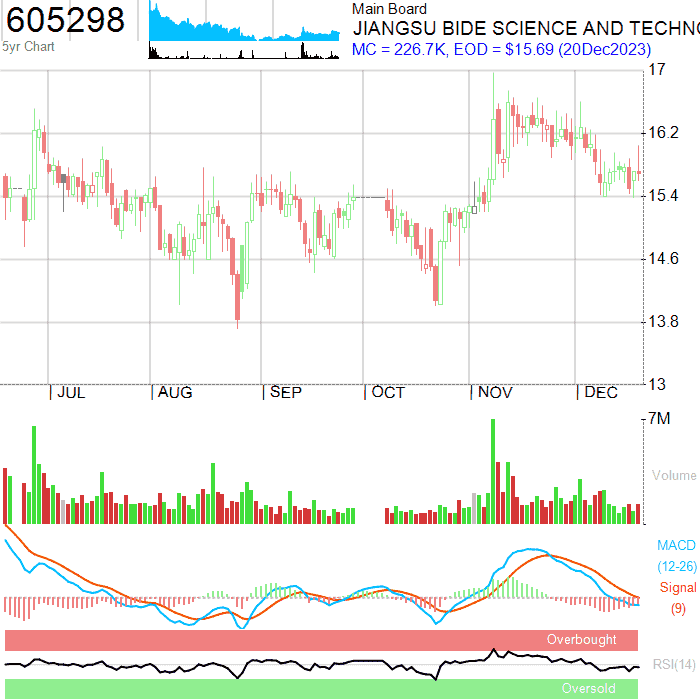 605298
5yr Chart
Main Board
JIANGSU BIDE SCIENCE AND TECHNO
MC = 226.7K, EOD = $15.69 (20Dec2023)
17
16.2
15.4
14.6
13.8
13
JUL AUG SEP OCT NOV DEC
7M
Volume
MACD
(12-26)
Signal
(9)
Overbought
RSI(14)
Oversold